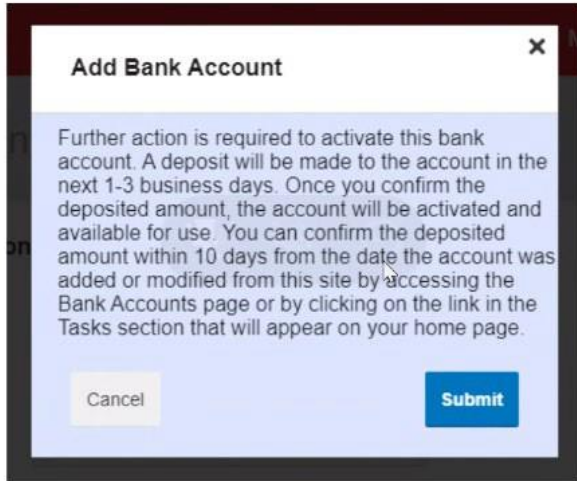 Add Bank Account
Further action is required to activate this bank
account. A deposit will be made to the account in the
next 1-3 business days. Once you confirm the
deposited amount, the account will be activated and
available for use. You can confirm the deposited
amount within 10 days from the date the account was
added or modified from this site by accessing the
Bank Accounts page or by clicking on the link in the
Tasks section that will appear on your home page.
Cancel
Submit